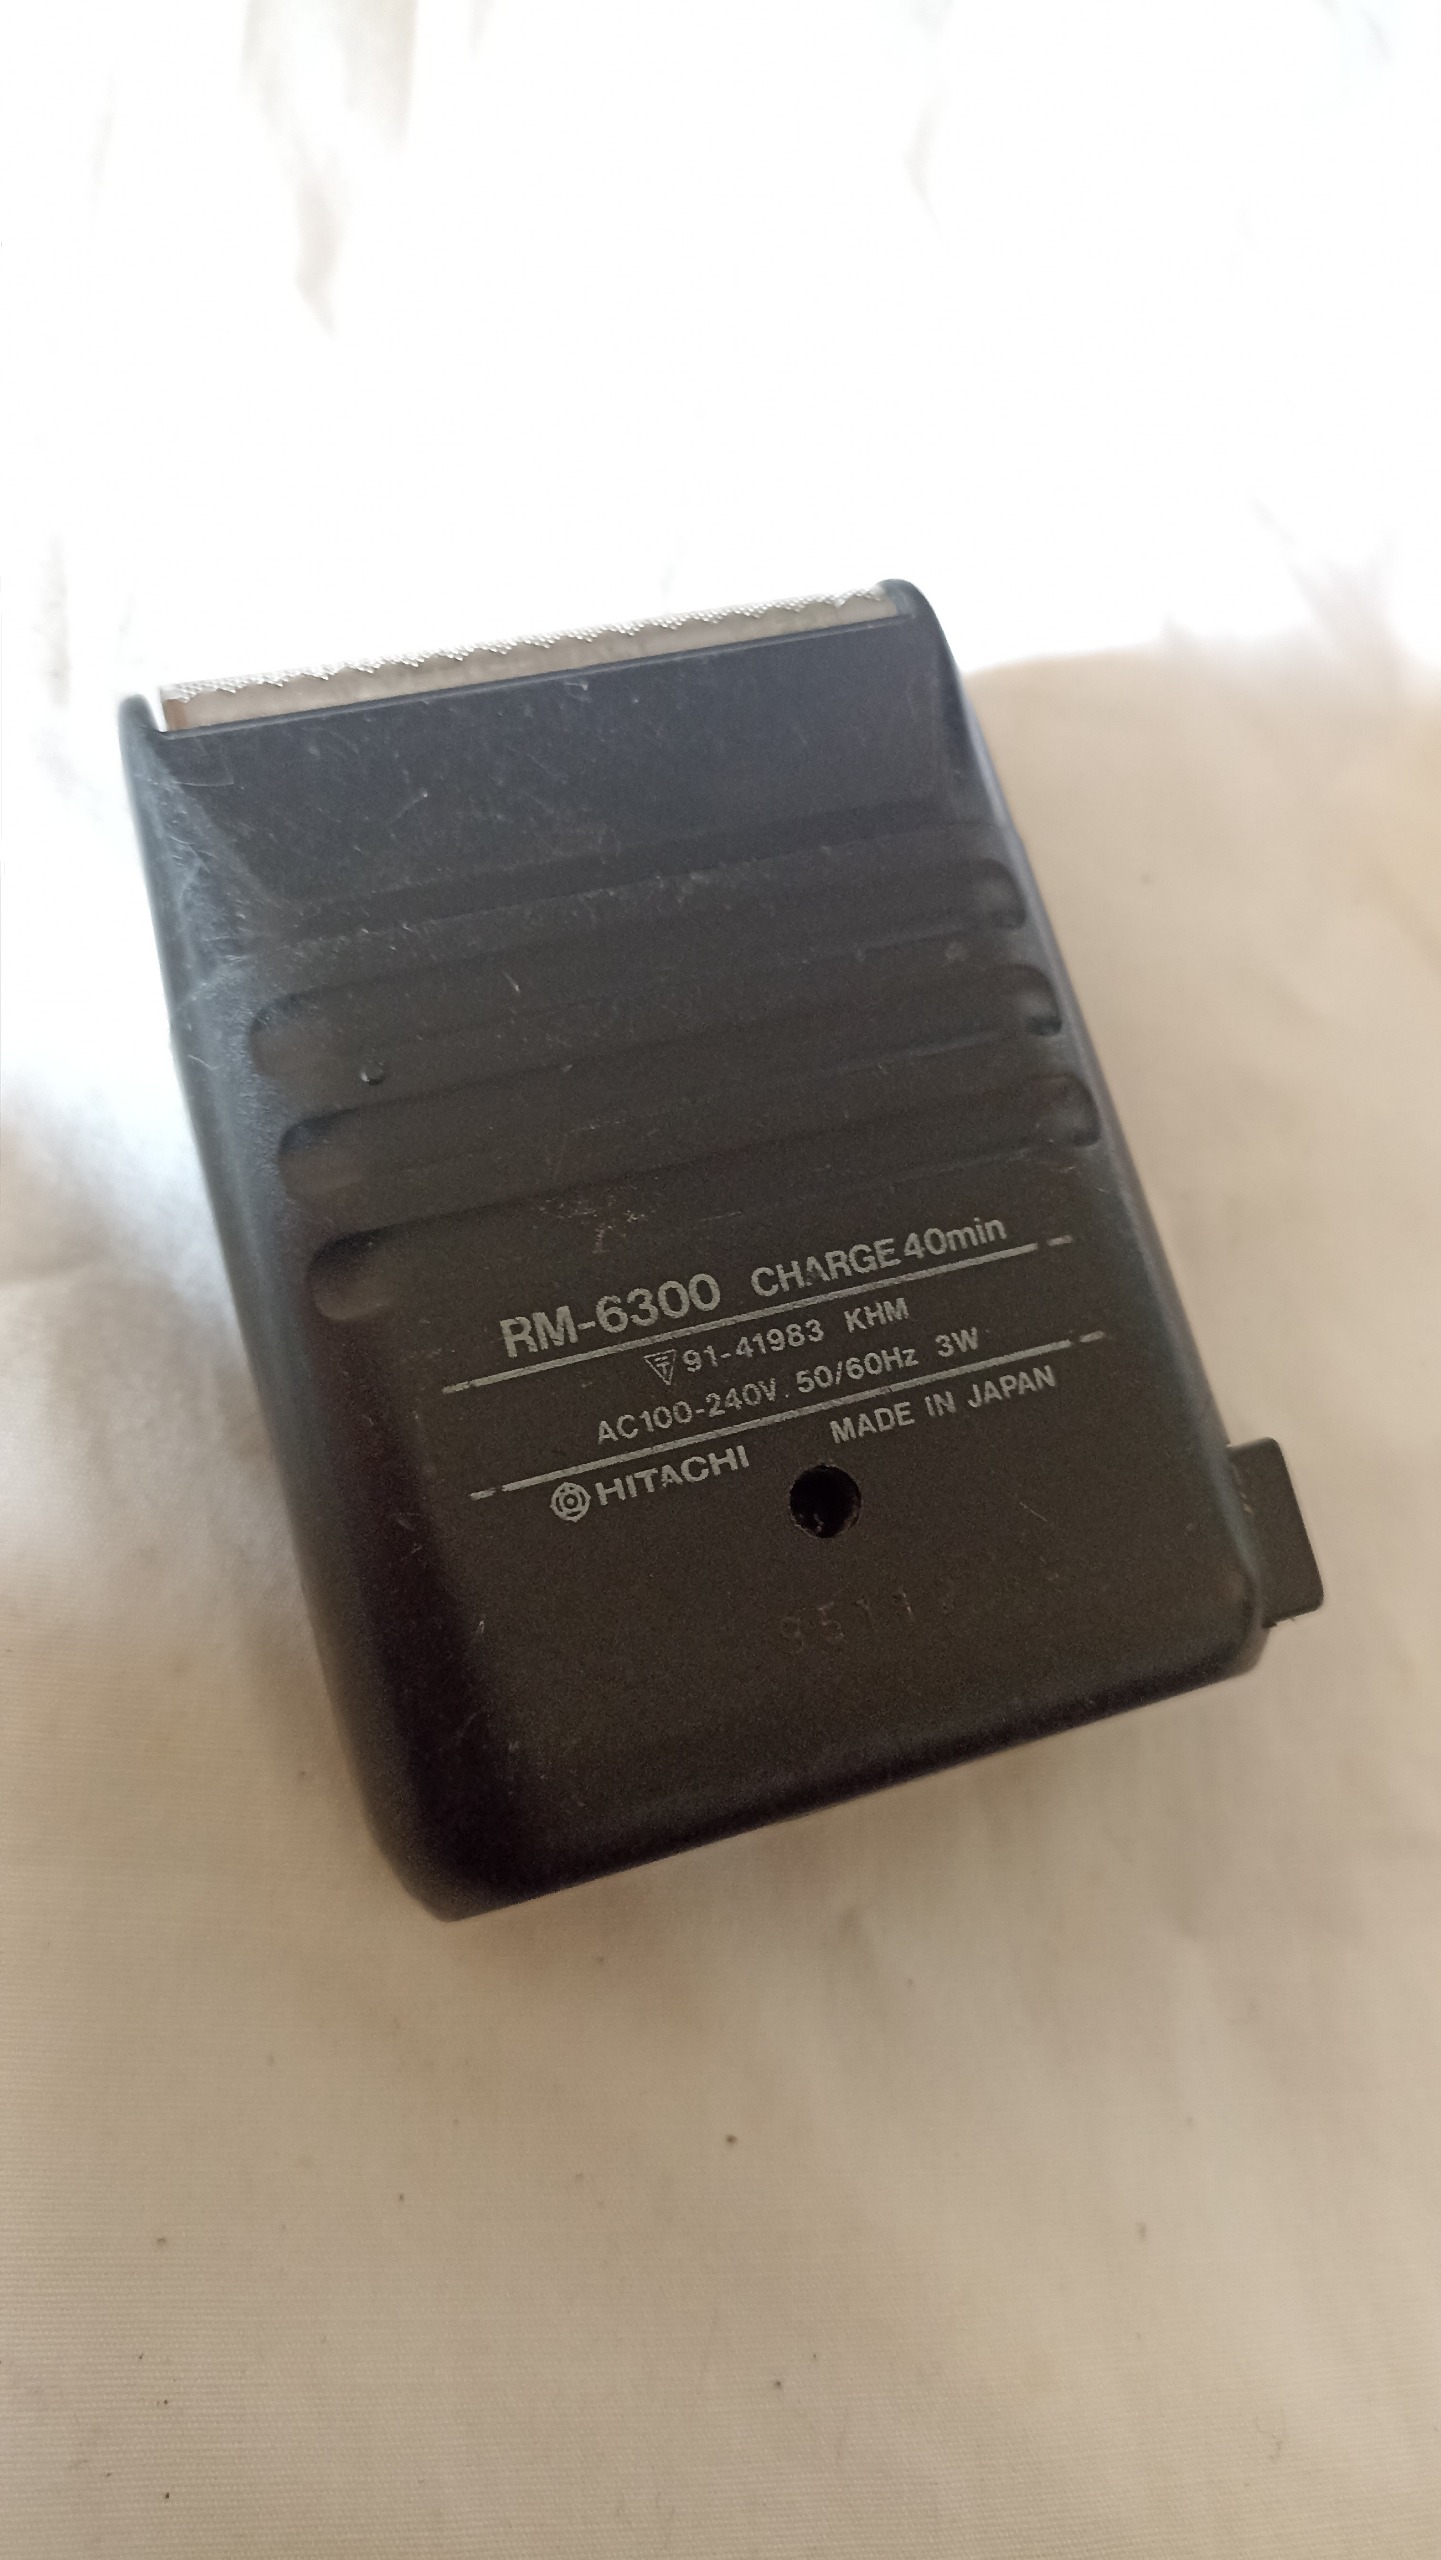 RM-6300 CHARGE 40min
91-41983 KHM
AC100-240V. 50/60Hz 3W
HITACHI MADE IN JAPAN